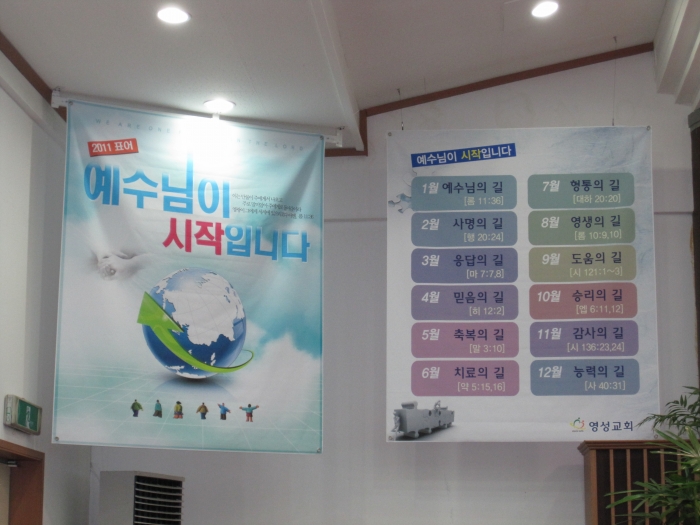 2011 표어
예수님이
시작입니다
예수님이 시작입니다
1월 예수님의 길
[롬 11:36]
2월 사명의 길
[행 20:24]
3월 응답의 길
[마 7:7,8]
4월 믿음의 길
[히 12:2]
5월 축복의 길
[말 3:10]
6월 치료의 길
[약 5:15,16]
7월 형통의 길
[대하 20:20]
8월 영생의 길
[롬 10:9,10]
9월 도움의 길
[시 121:1~3]
10월 승리의 길
[엡 6:11,12]
11월 감사의 길
[시 136:23,24]
12월 능력의 길
[사 40:31]
영성교회